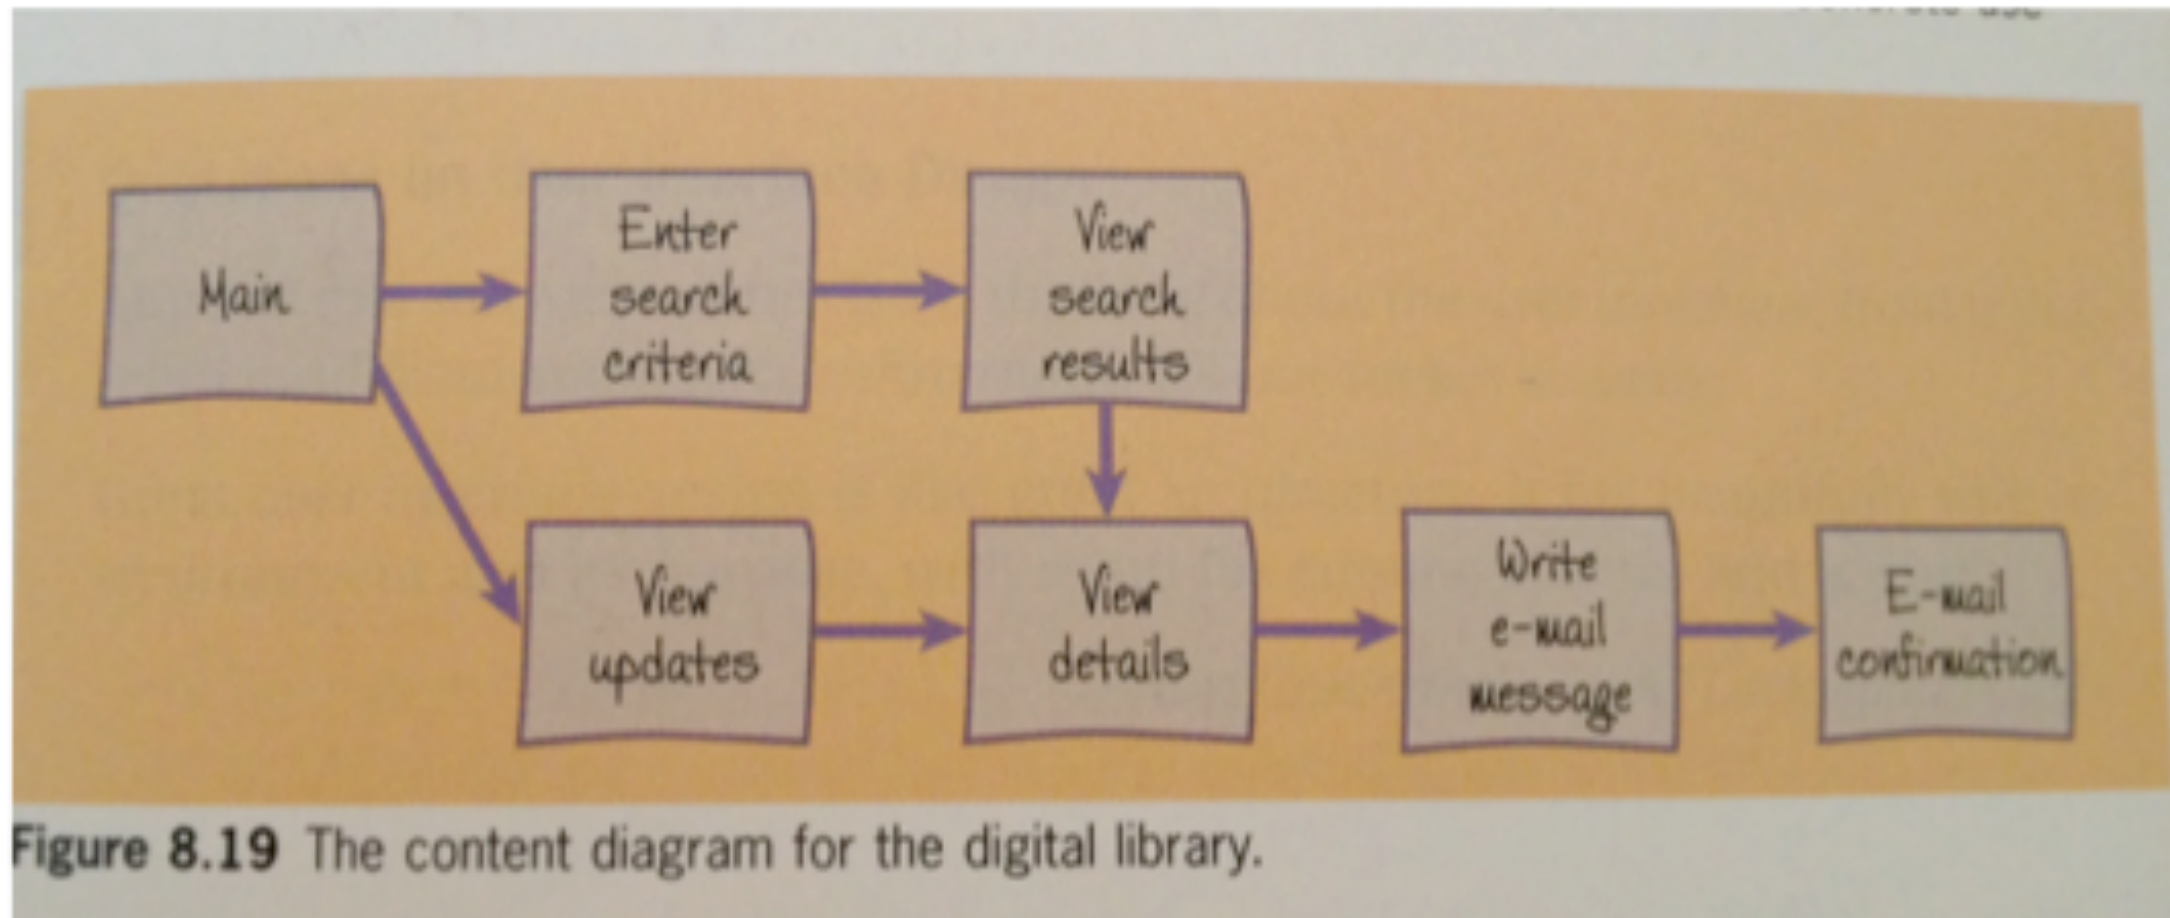 Main
Enter
search
criteria
View
search
results
View
updates
View
details
Write
e-mail
message
E-mail
confirmation
Figure 8.19 The content diagram for the digital library.